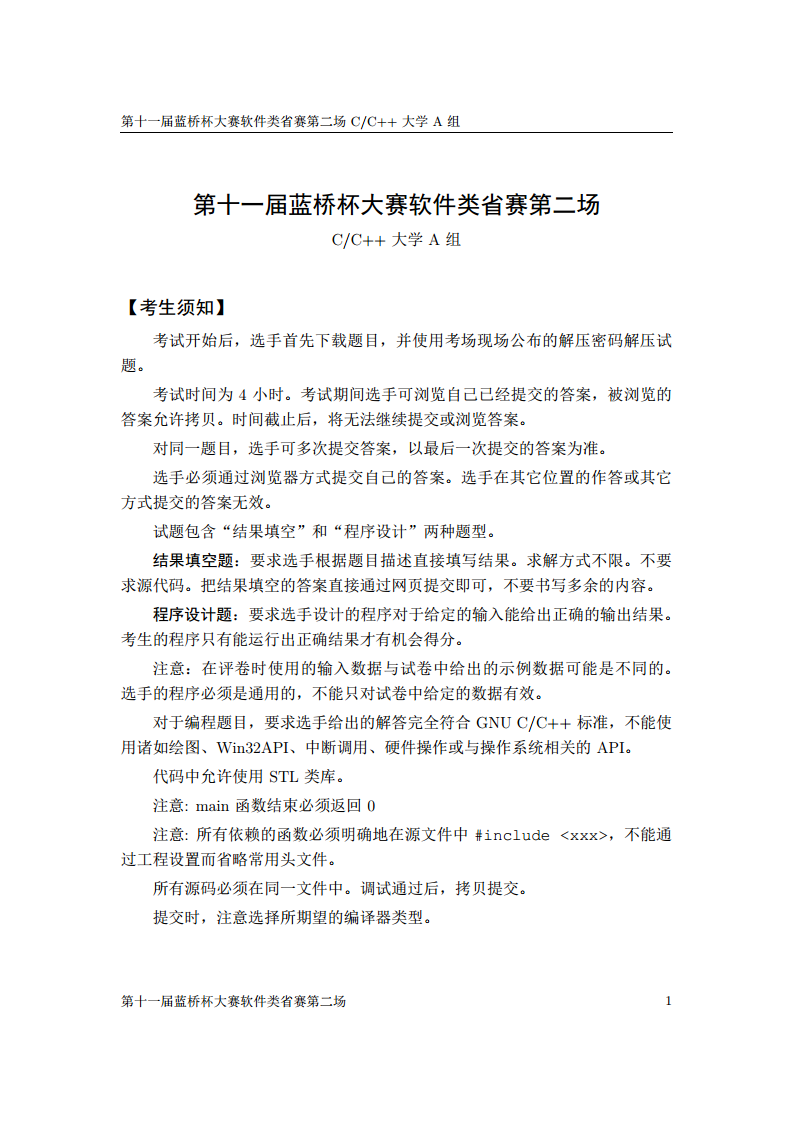 第十一届蓝桥杯大赛软件类省赛第二场 C/C++ 大学 A 组
第十一届蓝桥杯大赛软件类省赛第二场
C/C++ 大学 A 组
【考生须知】
考试开始后，选手首先下载题目，并使用考场现场公布的解压密码解压试
题。
考试时间为 4 小时。考试期间选手可浏览自己已经提交的答案，被浏览的
答案允许拷贝。时间截止后，将无法继续提交或浏览答案。
对同一题目，选手可多次提交答案，以最后一次提交的答案为准。
选手必须通过浏览器方式提交自己的答案。选手在其它位置的作答或其它
方式提交的答案无效。
试题包含“结果填空”和“程序设计”两种题型。
结果填空题：要求选手根据题目描述直接填写结果。求解方式不限。不要
求源代码。把结果填空的答案直接通过网页提交即可，不要书写多余的内容。
程序设计题：要求选手设计的程序对于给定的输入能给出正确的输出结果。
考生的程序只有能运行出正确结果才有机会得分。
注意：在评卷时使用的输入数据与试卷中给出的示例数据可能是不同的。
选手的程序必须是通用的，不能只对试卷中给定的数据有效。
对于编程题目，要求选手给出的解答完全符合 GNU C/C++ 标准，不能使
用诸如绘图、Win32API、中断调用、硬件操作或与操作系统相关的 API。
代码中允许使用 STL 类库。
注意: main 函数结束必须返回 0
注意: 所有依赖的函数必须明确地在源文件中 #include <xxx>，不能通
过工程设置而省略常用头文件。
所有源码必须在同一文件中。调试通过后，拷贝提交。
提交时，注意选择所期望的编译器类型。
第十一届蓝桥杯大赛软件类省赛第二场 1